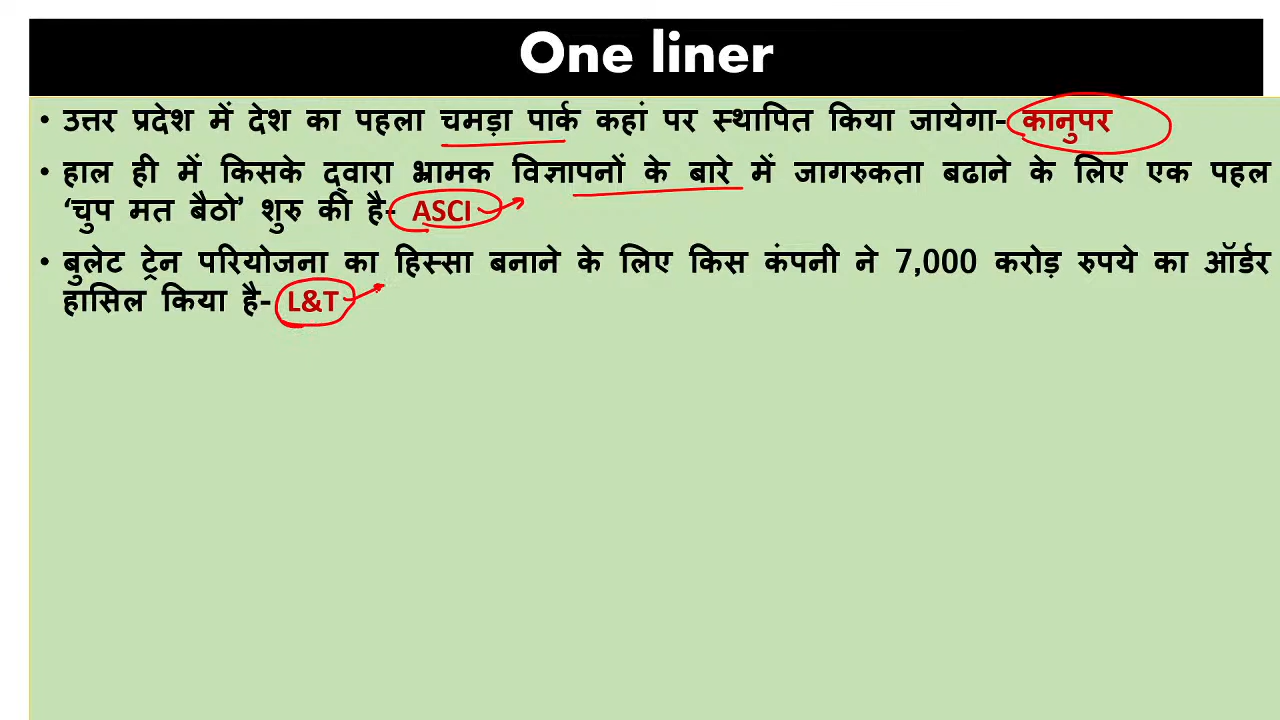 One liner
• उत्तर प्रदेश में देश का पहला चमड़ा पार्क कहां पर स्थापित किया जायेगा- कानुपर
• हाल ही में किसके द्वारा भ्रामक विज्ञापनों के बारे में जागरुकता बढाने के लिए एक पहल
‘चुप मत बैठो’ शुरु की है- ASCI
• बुलेट ट्रेन परियोजना का हिस्सा बनाने के लिए किस कंपनी ने 7,000 करोड़ रुपये का ऑर्डर
हासिल किया है- L&T